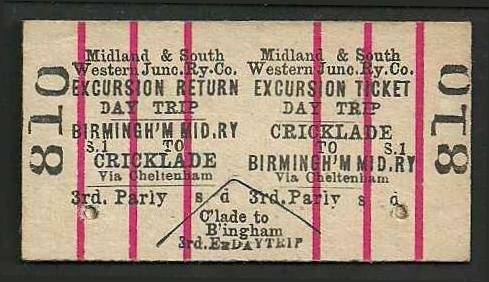 Midland & South
Western Junc.Ry.Co.
EXCURSION RETURN
DAY TRIP
BIRMINGH'M MID.RY
S.1 TO
CRICKLADE
Via Cheltenham
3rd. Parly s d
Midland & South
Western Junc.Ry.Co.
EXCURSION TICKET
DAY TRIP
CRICKLADE
TO S.1
BIRMINGH'M MID.RY
Via Cheltenham
3rd. Parly s d
C'lade to
B'ingham
3rd.ExDAYTRIP
810
810